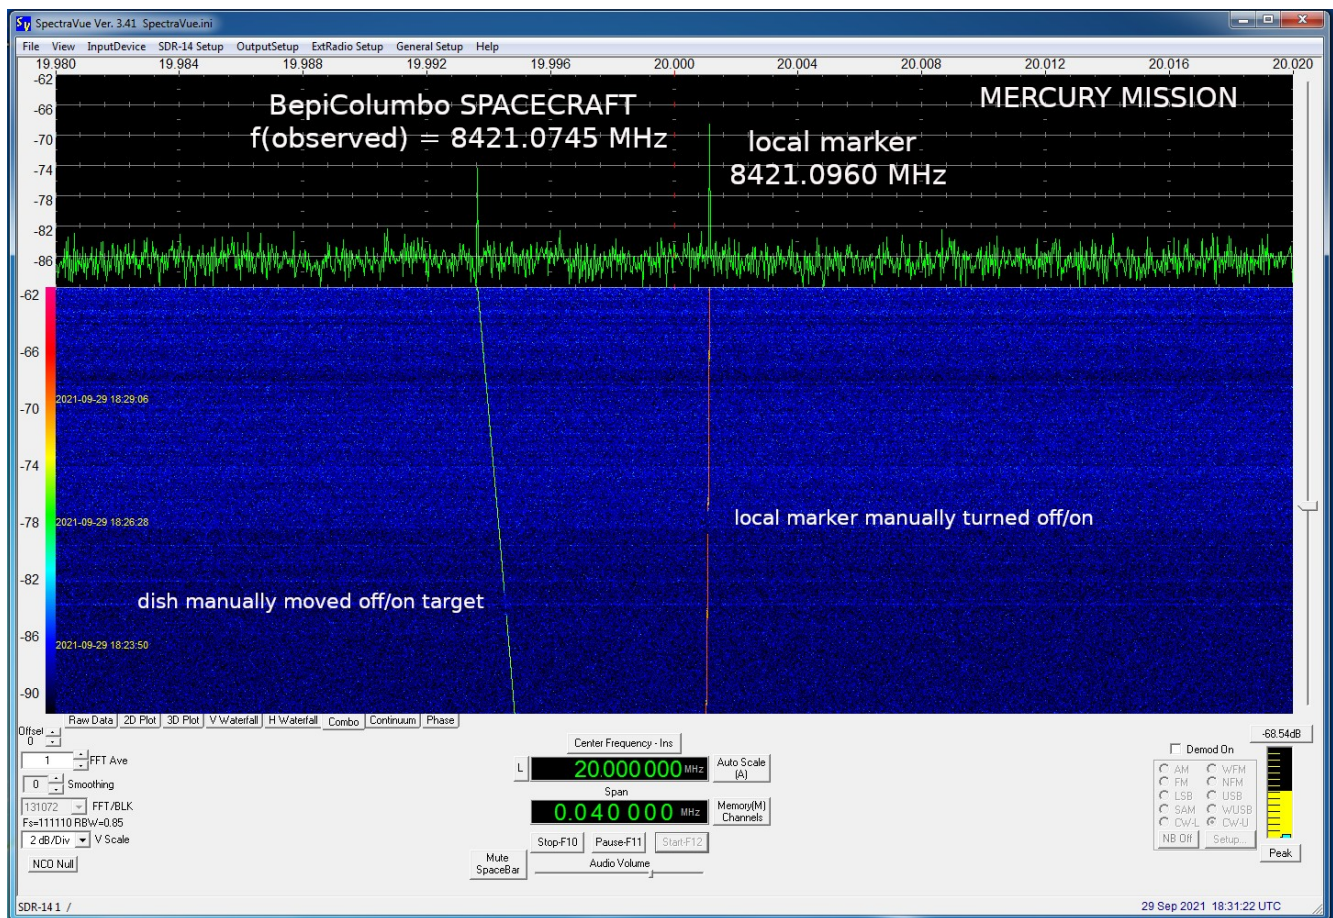 SpectraVue Ver. 3.41 SpectraVue.ini
File View InputDevice SDR-14 Setup OutputSetup ExtRadio Setup General Setup Help
19.980 19.984 19.988 19.992 19.996 20.000 20.004 20.008 20.012 20.016 20.020
-62
-66
-70
-74
-78
-82
-86
BepiColumbo SPACECRAFT
f(observed) = 8421.0745 MHz
MERCURY MISSION
local marker
8421.0960 MHz
-62
-66
-70
-74
-78
-82
-86
-90
2021-09-29 18:29:06
2021-09-29 18:26:28
local marker manually turned off/on
dish manually moved off/on target
2021-09-29 18:23:50
Raw Data 2D Plot 3D Plot V Waterfall H Waterfall Combo Continuum Phase
Offset
0
1 FFT Ave
0 Smoothing
131072 FFT/BLK
Fs=111110 RBW=0.85
2 dB/Div V Scale
NCO Null
Center Frequency - Ins
L 20.000 000 MHz Auto Scale
(A)
Span
0.040 000 MHz Memory(M)
Channels
Stop-F10 Pause-F11 Start-F12
Mute
SpaceBar
Audio Volume
-68.54dB
Demod On
AM WFM
FM NFM
LSB USB
SAM WUSB
CW-L CW-U
NB Off Setup...
Peak
SDR-14 1 /
29 Sep 2021 18:31:22 UTC